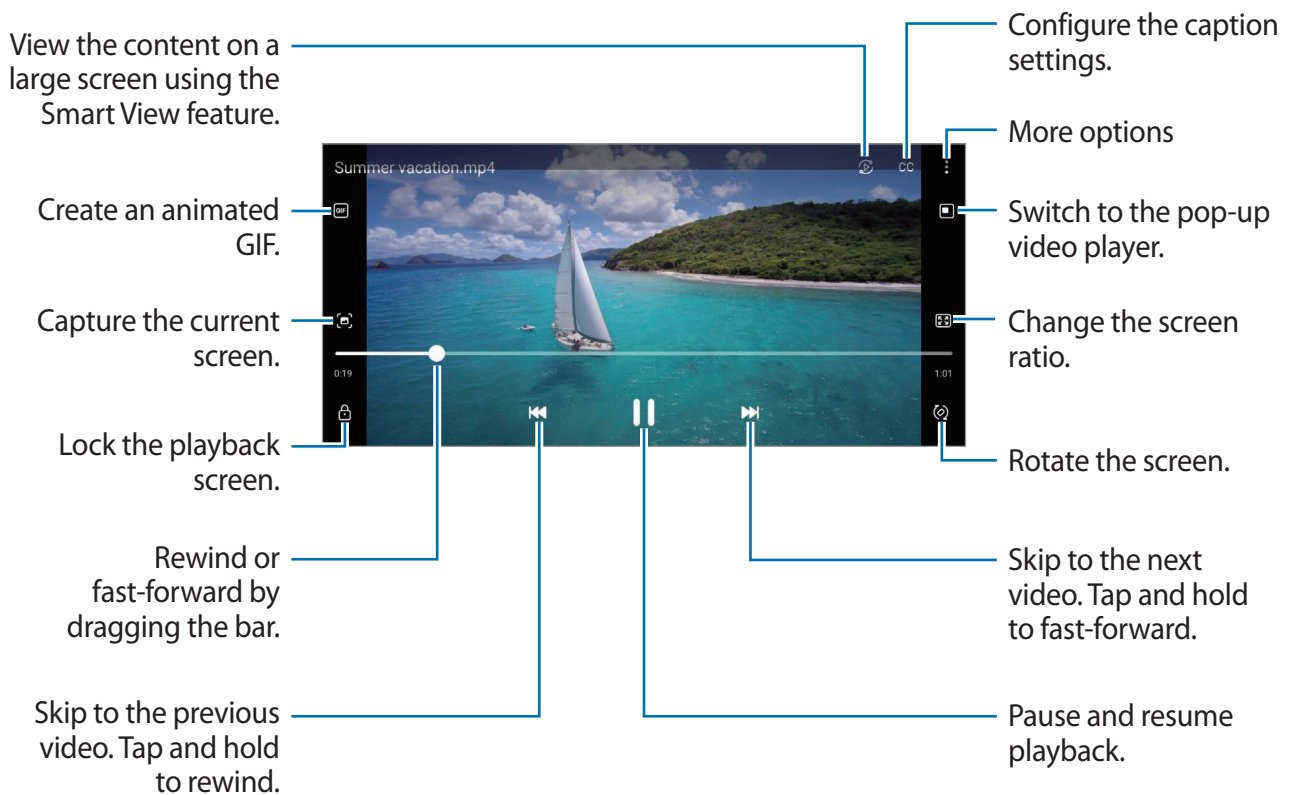 View the content on a
large screen using the
Smart View feature.
Create an animated
GIF.
Capture the current
screen.
Lock the playback
screen.
Rewind or
fast-forward by
dragging the bar.
Skip to the previous
video. Tap and hold
to rewind.
Summer vacation.mp4
CC
GIF
0:19
1:01
Configure the caption
settings.
More options
Switch to the pop-up
video player.
Change the screen
ratio.
Rotate the screen.
Skip to the next
video. Tap and hold
to fast-forward.
Pause and resume
playback.